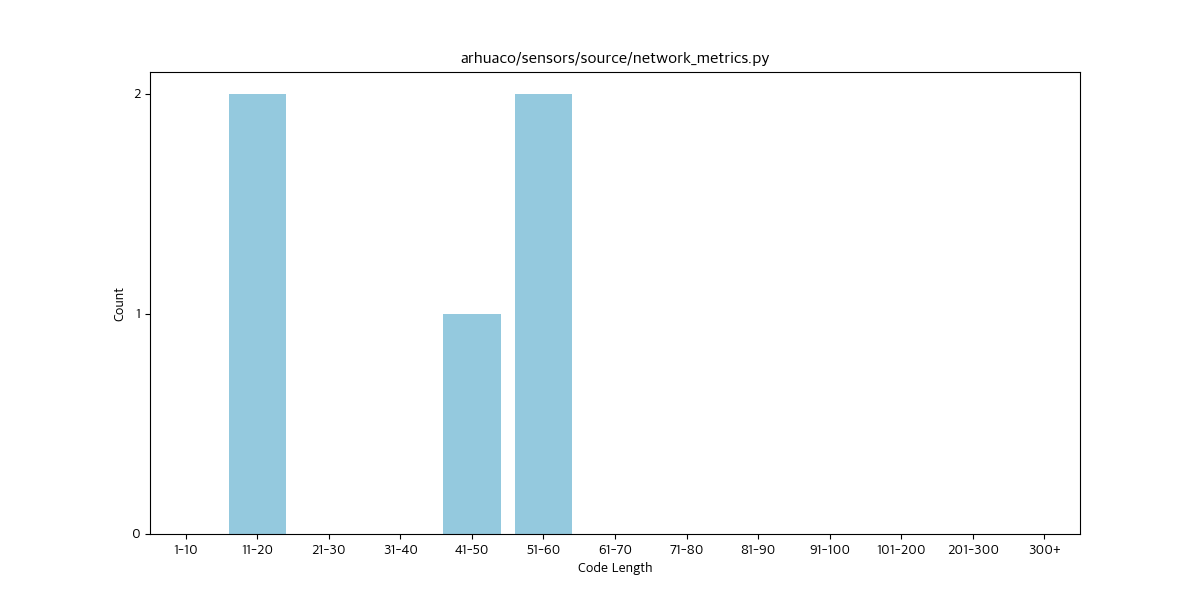 arhuaco/sensors/source/network_metrics.py
Count
2
1
0
1-10 11-20 21-30 31-40 41-50 51-60 61-70 71-80 81-90 91-100 101-200 201-300 300+
Code Length